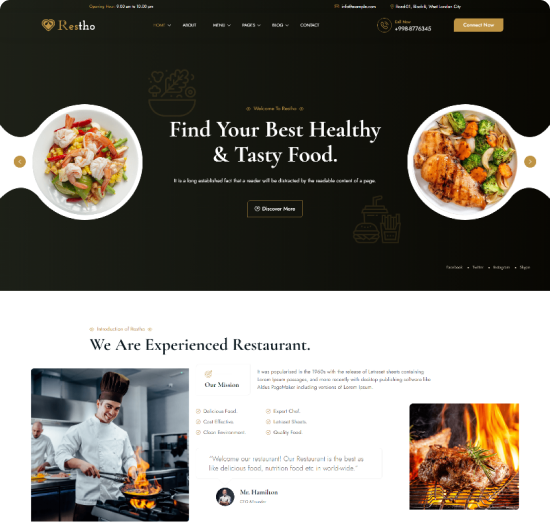 Opening Hour: 9.00 am to 10.00 pm
info@example.com
Road-01, Block-B, West London City
Restho
HOME
ABOUT
MENU
PAGES
BLOG
CONTACT
Call Now
+998-8776345
Connect Now
Welcome To Restho
Find Your Best Healthy
& Tasty Food.
It is a long established fact that a reader will be distracted by the readable content of a page.
Discover More
Facebook
Twitter
Instagram
Skype
Introduction of Restho
We Are Experienced Restaurant.
Our Mission
It was popularised in the 1960s with the release of Letraset sheets containing
Lorem Ipsum passages, and more recently with desktop publishing software like
Aldus PageMaker including versions of Lorem Ipsum.
Delicious Food.
Expert Chef.
Cost Effective.
Letraset Sheets.
Clean Environment.
Quality Food.
"Welcome our restaurant! Our Restaurant is the best as
like delicious food, nutrition food etc in world-wide."
Mr. Hamilton